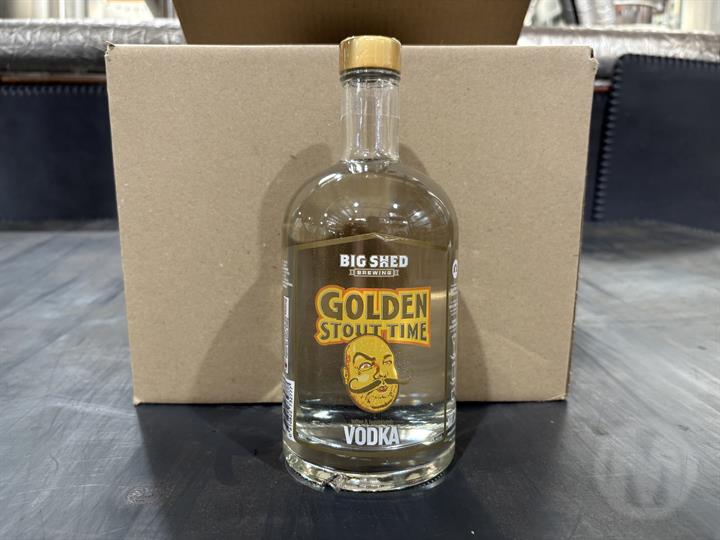 BIG SHED
BREWING
GOLDEN
STOUT TIME
VODKA